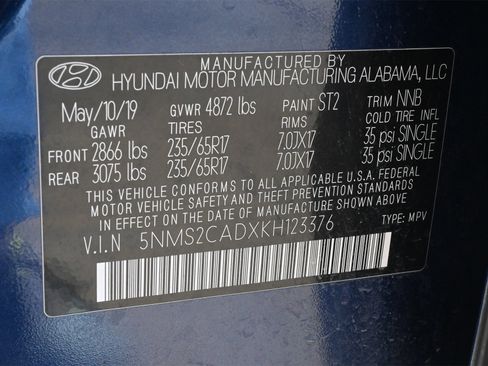 MANUFACTURED BY
HYUNDAI MOTOR MANUFACTURING ALABAMA, LLC
May/10/19 GVWR 4872 lbs PAINT ST2 TRIM NNB
GAWR TIRES RIMS COLD TIRE INFL
FRONT 2866 lbs 235/65R17 7.0JX17 35 psi SINGLE
REAR 3075 lbs 235/65R17 7.0JX17 35 psi SINGLE
THIS VEHICLE CONFORMS TO ALL APPLICABLE U.S.A. FEDERAL
MOTOR VEHICLE SAFETY AND THEFT PREVENTION STANDARDS
IN EFFECT ON THE DATE OF MANUFACTURE SHOWN ABOVE.
V.I.N 5NMS2CADXKH123376 TYPE: MPV